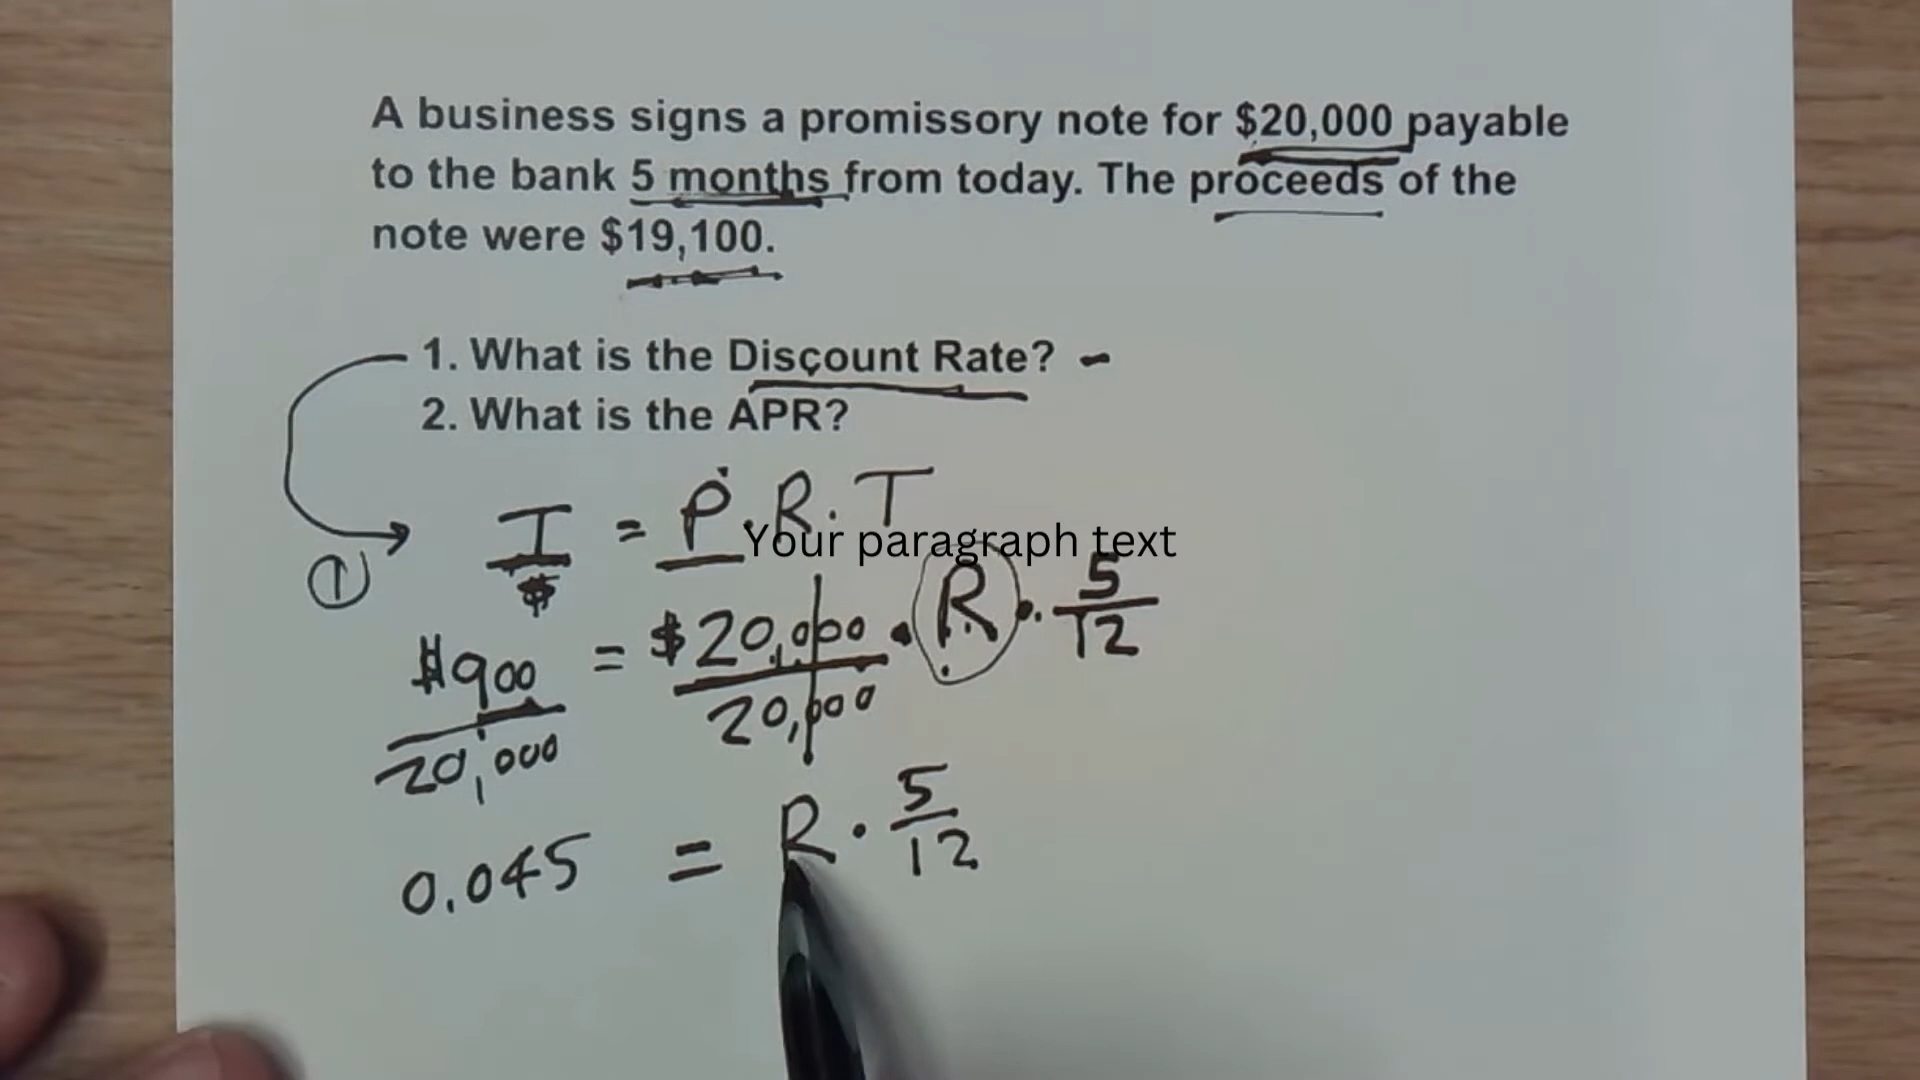 A business signs a promissory note for $20,000 payable
to the bank 5 months from today. The proceeds of the
note were $19,100.
1. What is the Discount Rate? -
2. What is the APR?
I = P.R.T
Your paragraph text
① $
$900 = $20,000 · R · 5/12
20,000 20,000
0.045 = R · 5/12